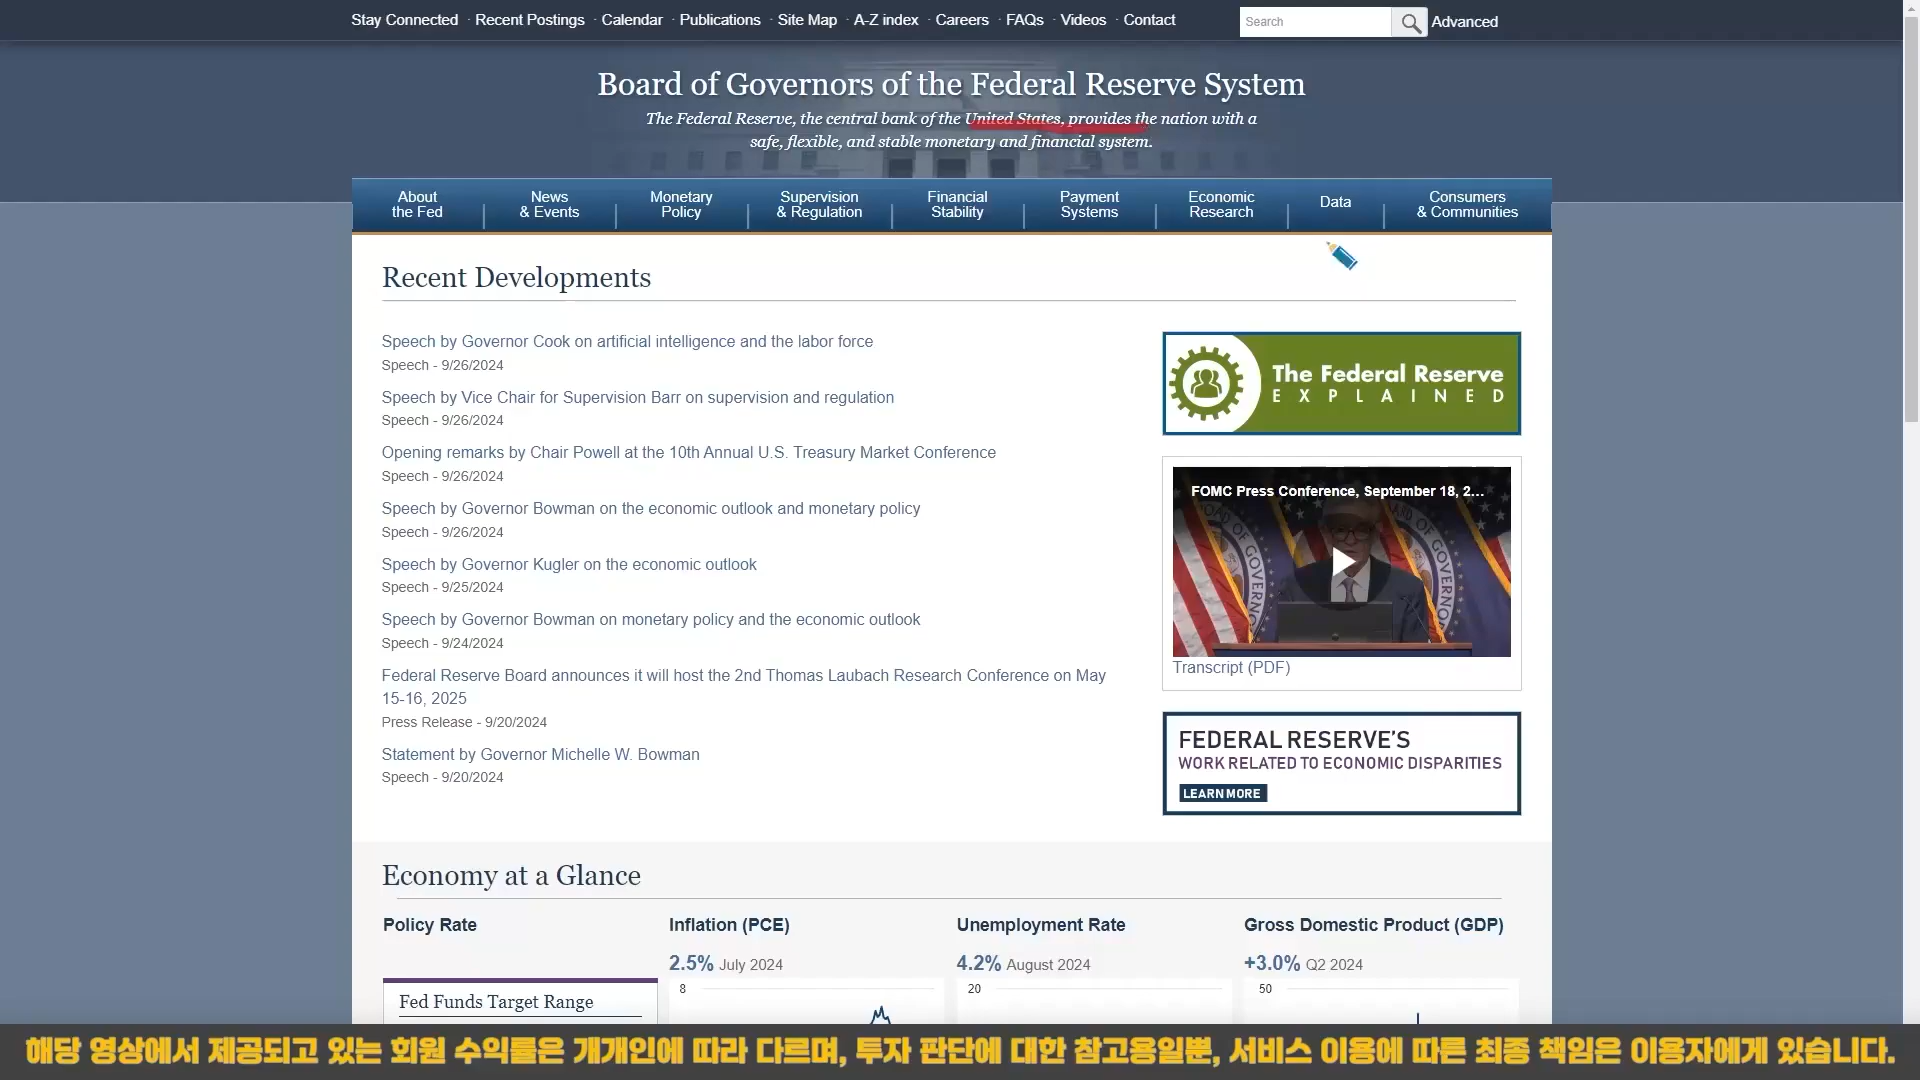 Stay Connected · Recent Postings · Calendar · Publications · Site Map · A-Z index · Careers · FAQs · Videos · Contact
Search
Advanced
Board of Governors of the Federal Reserve System
The Federal Reserve, the central bank of the United States, provides the nation with a
safe, flexible, and stable monetary and financial system.
About
the Fed
News
& Events
Monetary
Policy
Supervision
& Regulation
Financial
Stability
Payment
Systems
Economic
Research
Data
Consumers
& Communities
Recent Developments
Speech by Governor Cook on artificial intelligence and the labor force
Speech - 9/26/2024
Speech by Vice Chair for Supervision Barr on supervision and regulation
Speech - 9/26/2024
Opening remarks by Chair Powell at the 10th Annual U.S. Treasury Market Conference
Speech - 9/26/2024
Speech by Governor Bowman on the economic outlook and monetary policy
Speech - 9/26/2024
Speech by Governor Kugler on the economic outlook
Speech - 9/25/2024
Speech by Governor Bowman on monetary policy and the economic outlook
Speech - 9/24/2024
Federal Reserve Board announces it will host the 2nd Thomas Laubach Research Conference on May
15-16, 2025
Press Release - 9/20/2024
Statement by Governor Michelle W. Bowman
Speech - 9/20/2024
The Federal Reserve
EXPLAINED
FOMC Press Conference, September 18, 2...
Transcript (PDF)
FEDERAL RESERVE'S
WORK RELATED TO ECONOMIC DISPARITIES
LEARN MORE
Economy at a Glance
Policy Rate
Fed Funds Target Range
Inflation (PCE)
2.5% July 2024
8
Unemployment Rate
4.2% August 2024
20
Gross Domestic Product (GDP)
+3.0% Q2 2024
50
해당 영상에서 제공되고 있는 회원 수익률은 개개인에 따라 다르며, 투자 판단에 대한 참고용일뿐, 서비스 이용에 따른 최종 책임은 이용자에게 있습니다.